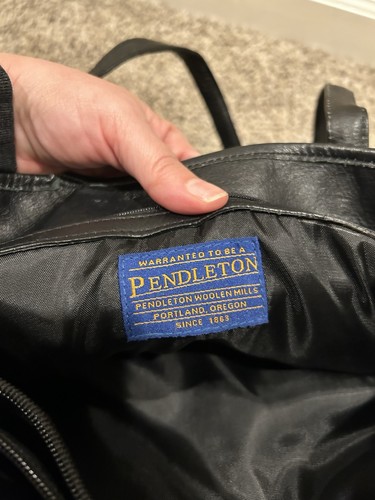 WARRANTED TO BE A
PENDLETON
PENDLETON WOOLEN MILLS
PORTLAND, OREGON
SINCE 1863